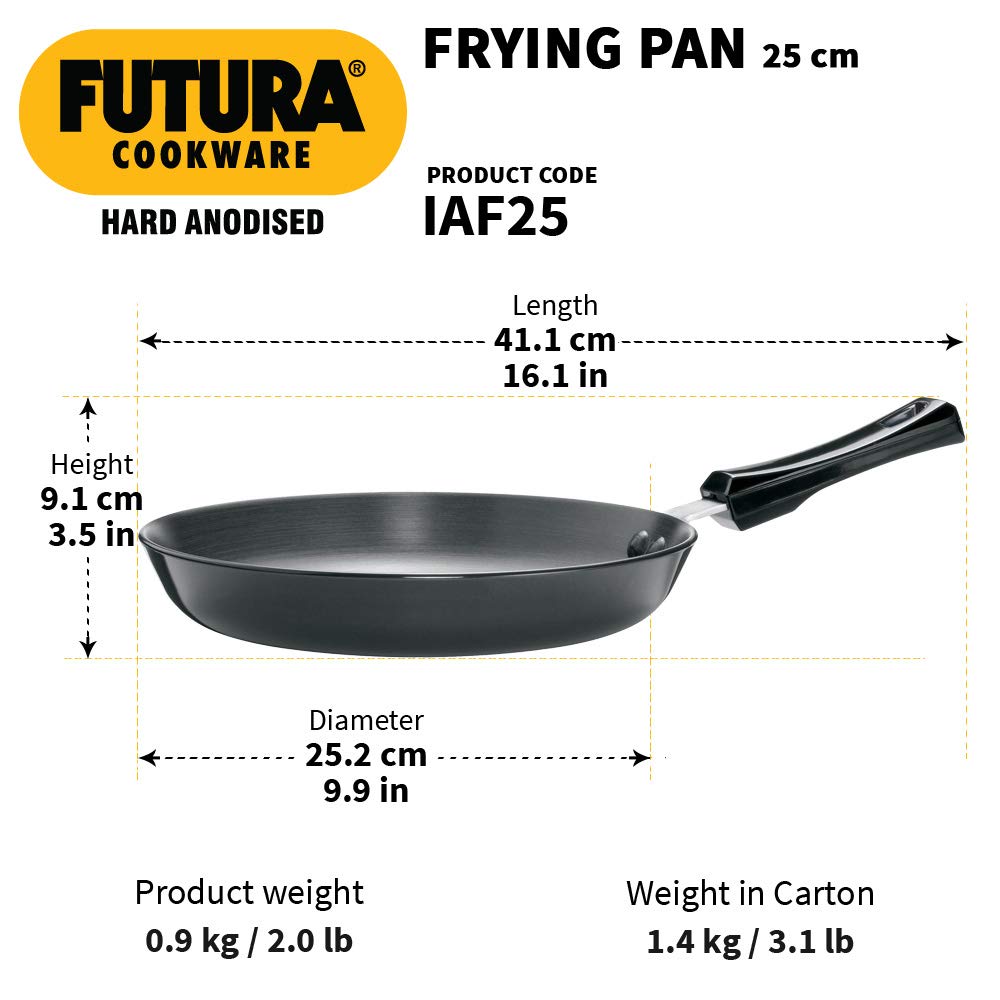 FUTURA®
COOKWARE
HARD ANODISED
FRYING PAN 25 cm
PRODUCT CODE
IAF25
Length
41.1 cm
16.1 in
Height
9.1 cm
3.5 in
Diameter
25.2 cm
9.9 in
Product weight
0.9 kg / 2.0 lb
Weight in Carton
1.4 kg / 3.1 lb